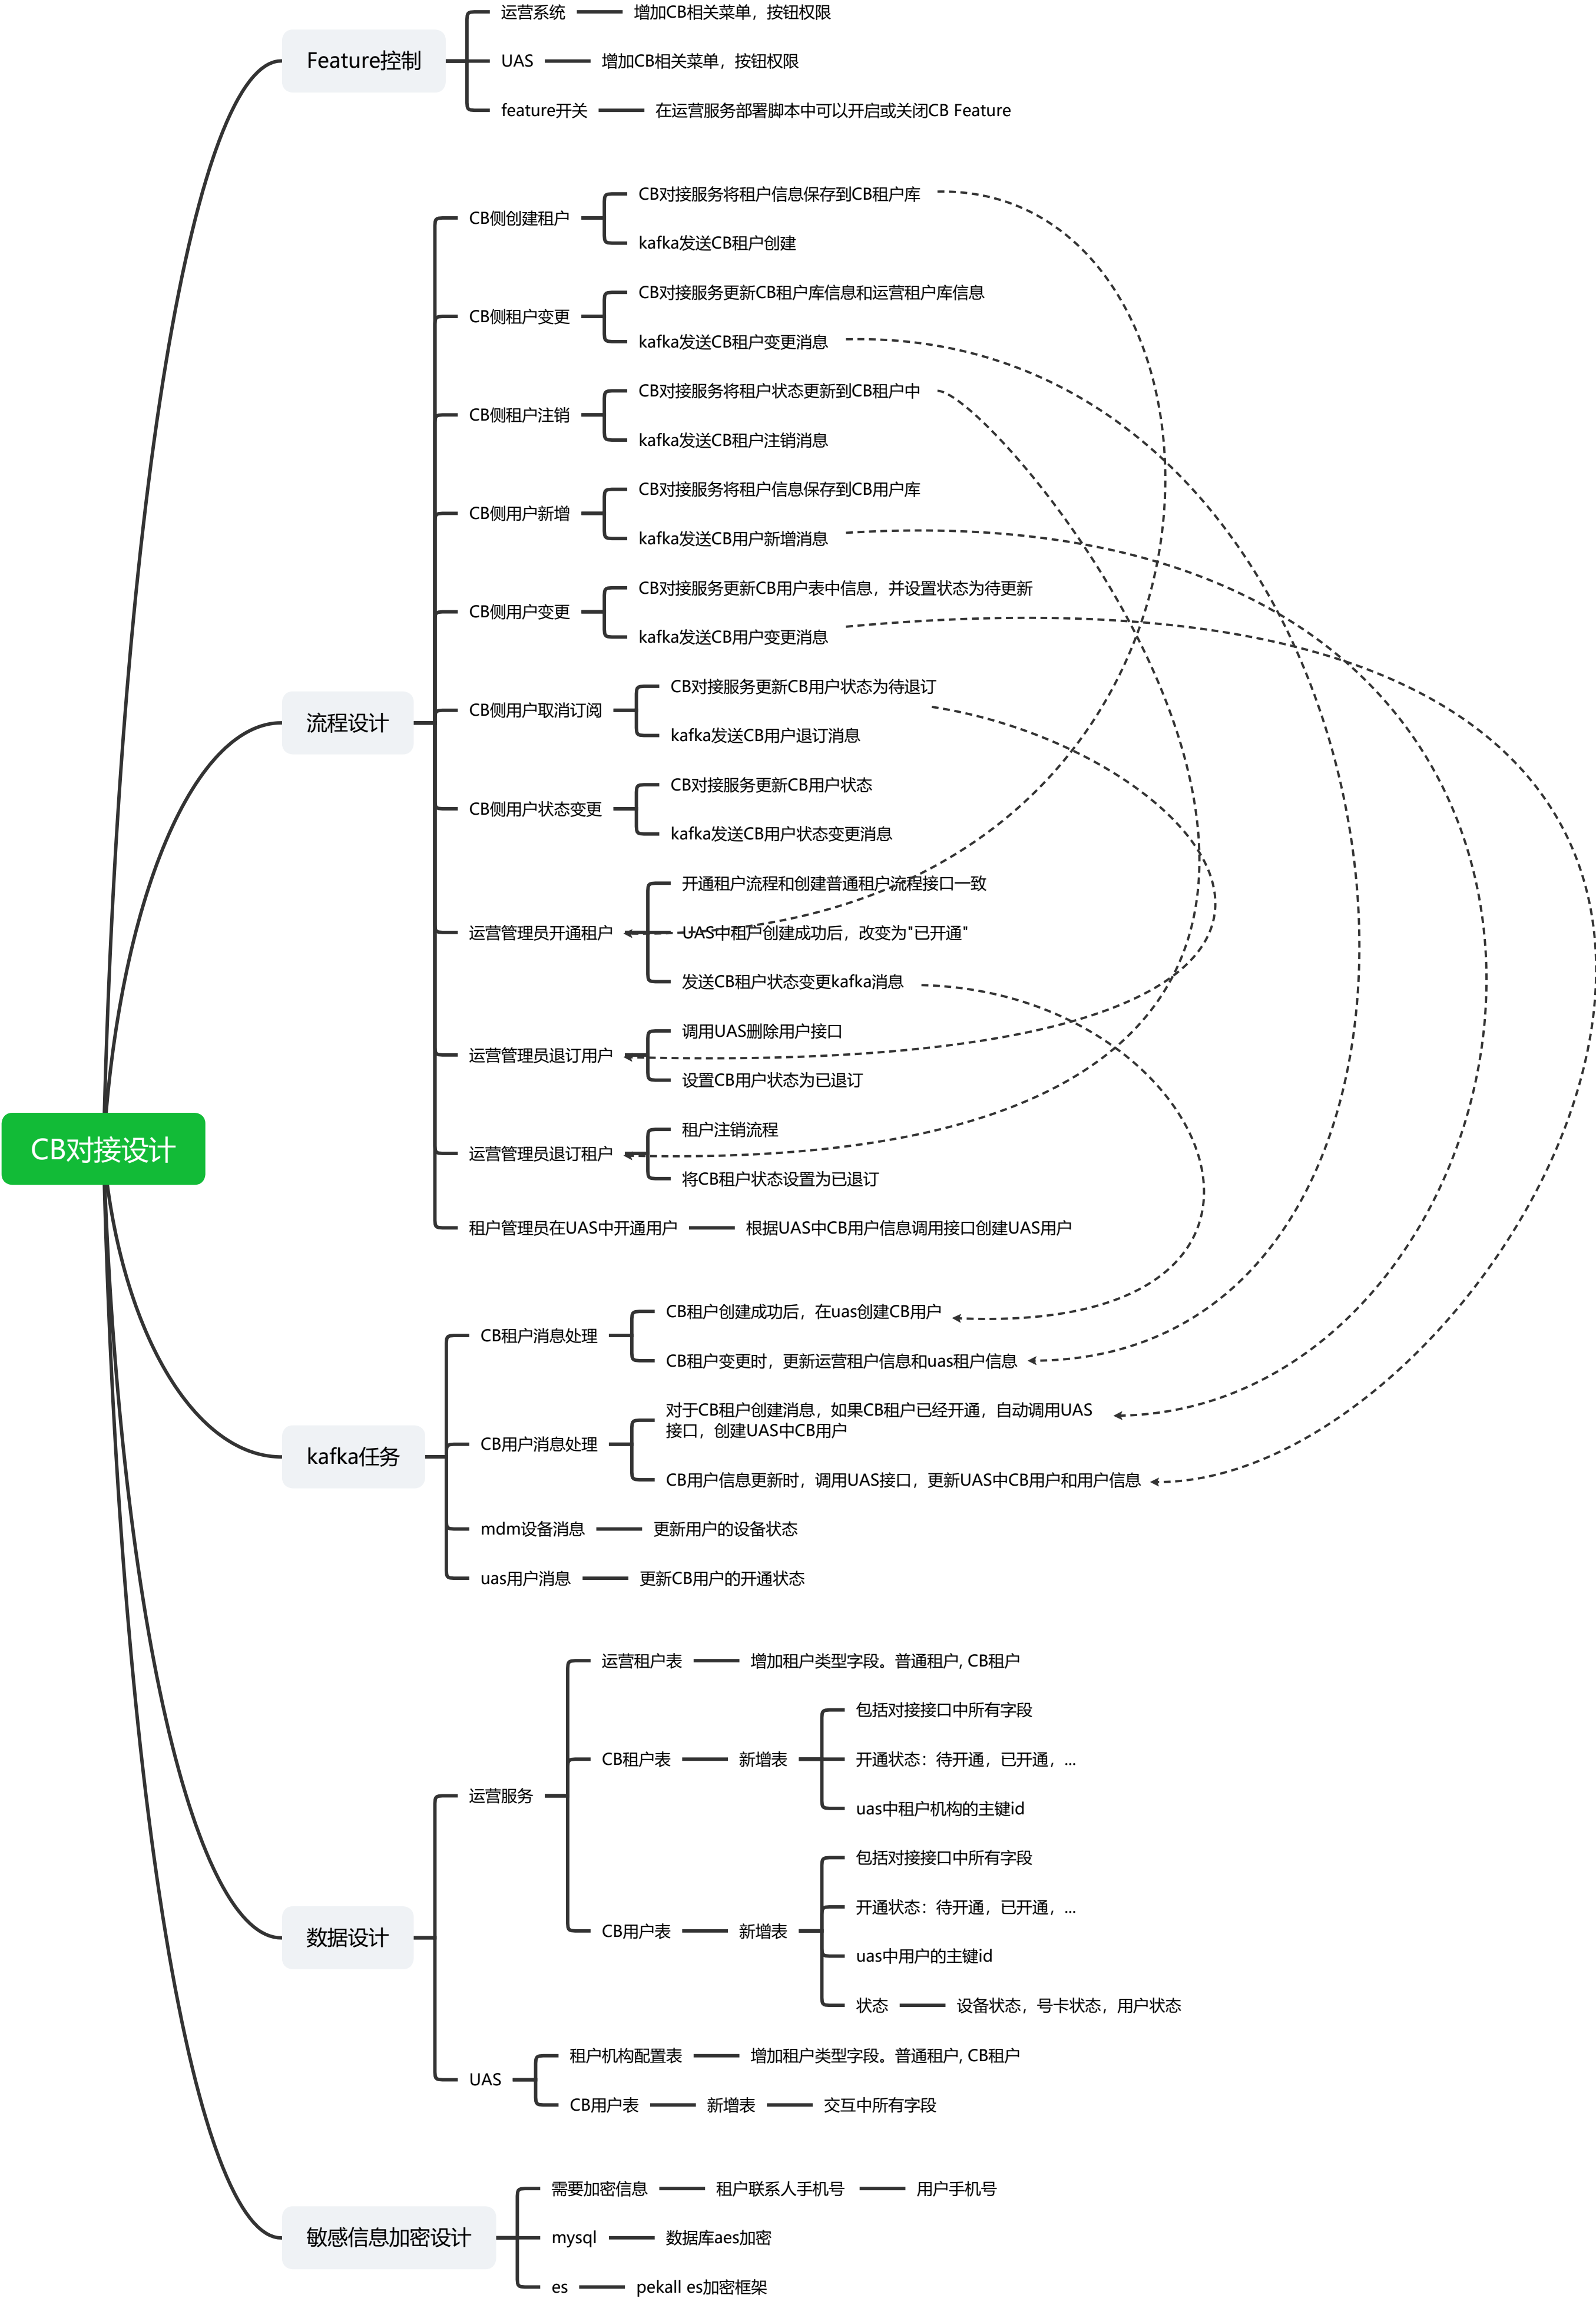 CB对接设计
Feature控制
运营系统
增加CB相关菜单，按钮权限
UAS
增加CB相关菜单，按钮权限
feature开关
在运营服务部署脚本中可以开启或关闭CB Feature
流程设计
CB侧创建租户
CB对接服务将租户信息保存到CB租户库
kafka发送CB租户创建
CB侧租户变更
CB对接服务更新CB租户库信息和运营租户库信息
kafka发送CB租户变更消息
CB侧租户注销
CB对接服务将租户状态更新到CB租户中
kafka发送CB租户注销消息
CB侧用户新增
CB对接服务将租户信息保存到CB用户库
kafka发送CB用户新增消息
CB侧用户变更
CB对接服务更新CB用户表中信息，并设置状态为待更新
kafka发送CB用户变更消息
CB侧用户取消订阅
CB对接服务更新CB用户状态为待退订
kafka发送CB用户退订消息
CB侧用户状态变更
CB对接服务更新CB用户状态
kafka发送CB用户状态变更消息
运营管理员开通租户
开通租户流程和创建普通租户流程接口一致
UAS中租户创建成功后，改变为"已开通"
发送CB租户状态变更kafka消息
运营管理员退订用户
调用UAS删除用户接口
设置CB用户状态为已退订
运营管理员退订租户
租户注销流程
将CB租户状态设置为已退订
租户管理员在UAS中开通用户
根据UAS中CB用户信息调用接口创建UAS用户
kafka任务
CB租户消息处理
CB租户创建成功后，在uas创建CB用户
CB租户变更时，更新运营租户信息和uas租户信息
CB用户消息处理
对于CB租户创建消息，如果CB租户已经开通，自动调用UAS
接口，创建UAS中CB用户
CB用户信息更新时，调用UAS接口，更新UAS中CB用户和用户信息
mdm设备消息
更新用户的设备状态
uas用户消息
更新CB用户的开通状态
数据设计
运营服务
运营租户表
增加租户类型字段。普通租户, CB租户
CB租户表
新增表
包括对接接口中所有字段
开通状态：待开通，已开通，...
uas中租户机构的主键id
CB用户表
新增表
包括对接接口中所有字段
开通状态：待开通，已开通，...
uas中用户的主键id
状态
设备状态，号卡状态，用户状态
UAS
租户机构配置表
增加租户类型字段。普通租户, CB租户
CB用户表
新增表
交互中所有字段
敏感信息加密设计
需要加密信息
租户联系人手机号
用户手机号
mysql
数据库aes加密
es
pekall es加密框架